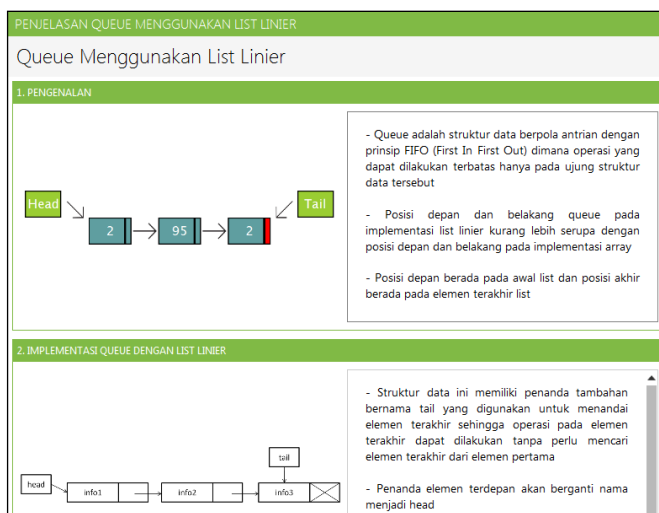 PENJELASAN QUEUE MENGGUNAKAN LIST LINIER
Queue Menggunakan List Linier
1. PENGENALAN
Head
Tail
2
95
2
- Queue adalah struktur data berpola antrian dengan
prinsip FIFO (First In First Out) dimana operasi yang
dapat dilakukan terbatas hanya pada ujung struktur
data tersebut
- Posisi depan dan belakang queue pada
implementasi list linier kurang lebih serupa dengan
posisi depan dan belakang pada implementasi array
- Posisi depan berada pada awal list dan posisi akhir
berada pada elemen terakhir list
2. IMPLEMENTASI QUEUE DENGAN LIST LINIER
tail
head
info1
info2
info3
- Struktur data ini memiliki penanda tambahan
bernama tail yang digunakan untuk menandai
elemen terakhir sehingga operasi pada elemen
terakhir dapat dilakukan tanpa perlu mencari
elemen terakhir dari elemen pertama
- Penanda elemen terdepan akan berganti nama
menjadi head